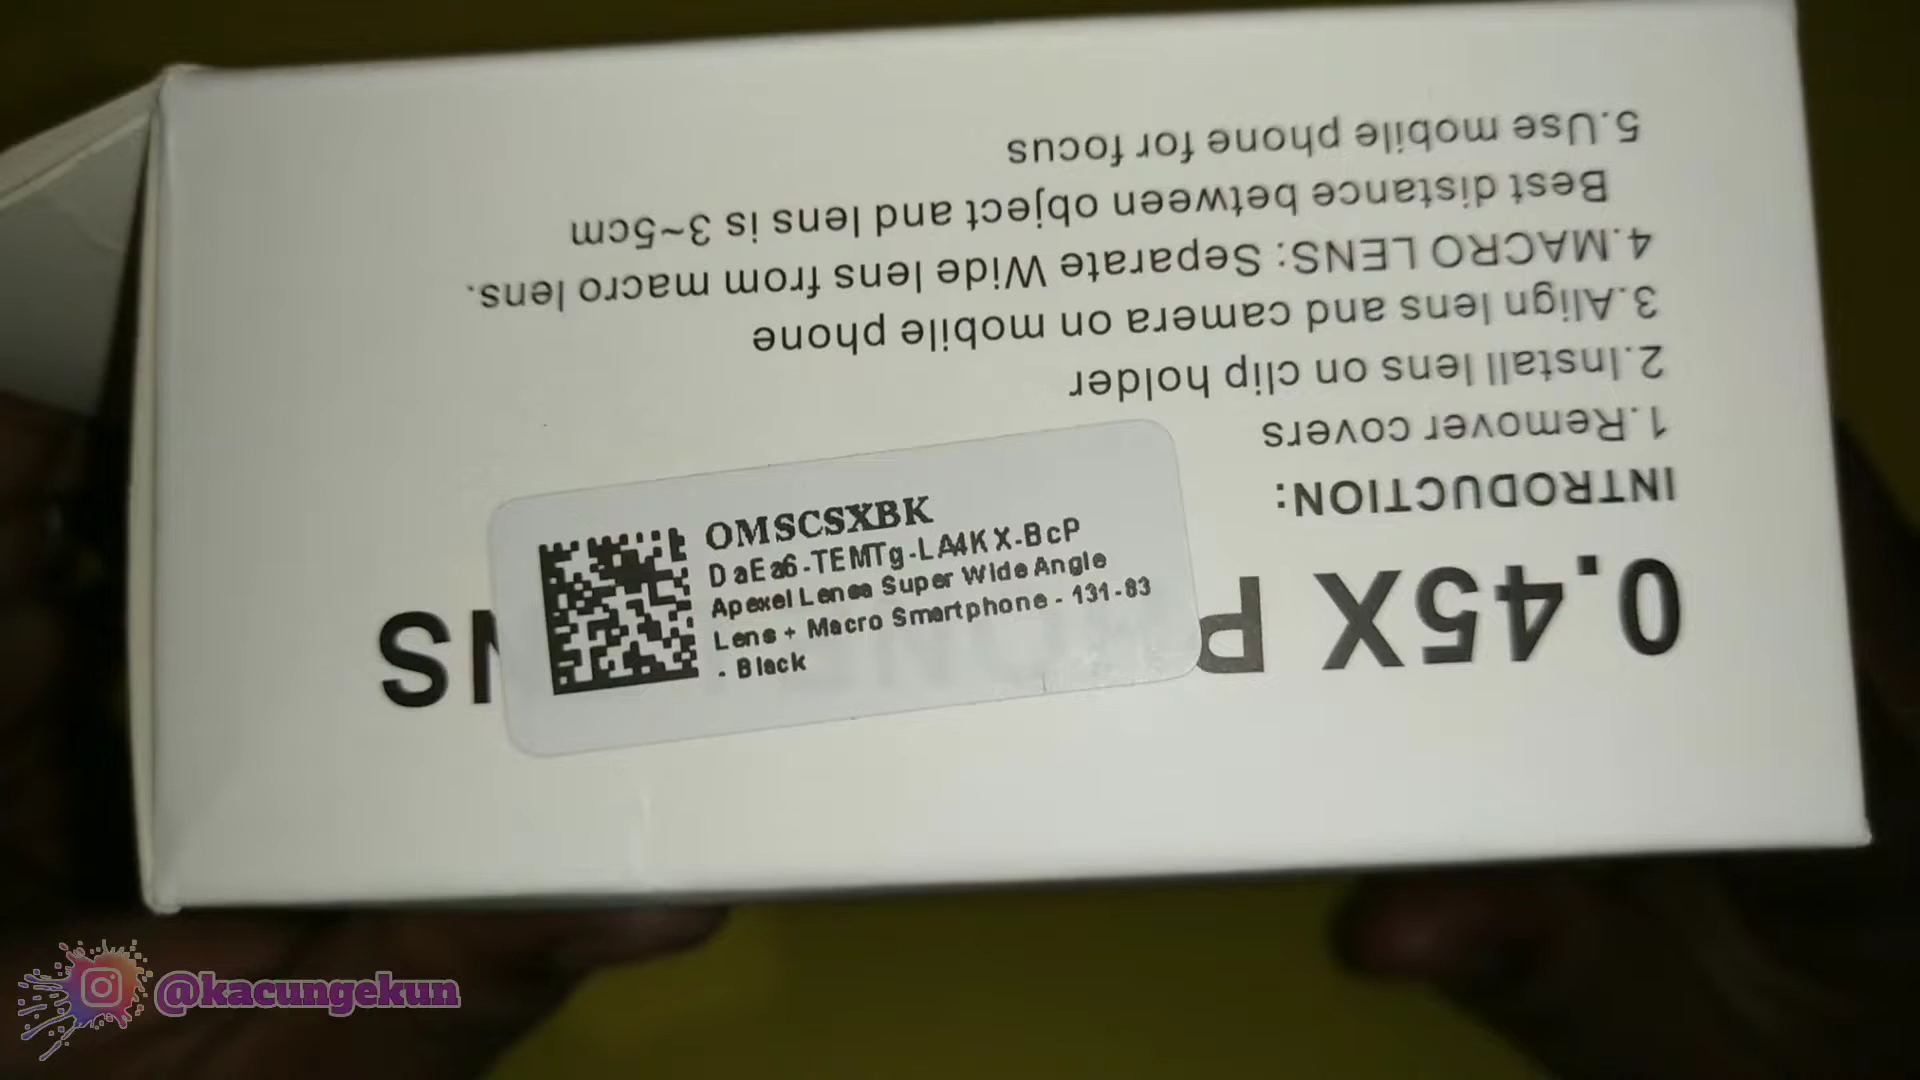 0.45X P
NS
INTRODUCTION:
1.Remover covers
2.Install lens on clip holder
3.Align lens and camera on mobile phone
4.MACRO LENS: Separate Wide lens from macro lens.
Best distance between object and lens is 3~5cm
5.Use mobile phone for focus
OMSCSXBK
DaEa6-TEMTg-LA4KX-BcP
Apexel Lensa Super Wide Angle
Lens + Macro Smartphone - 131-83
- Black
@kacungekun